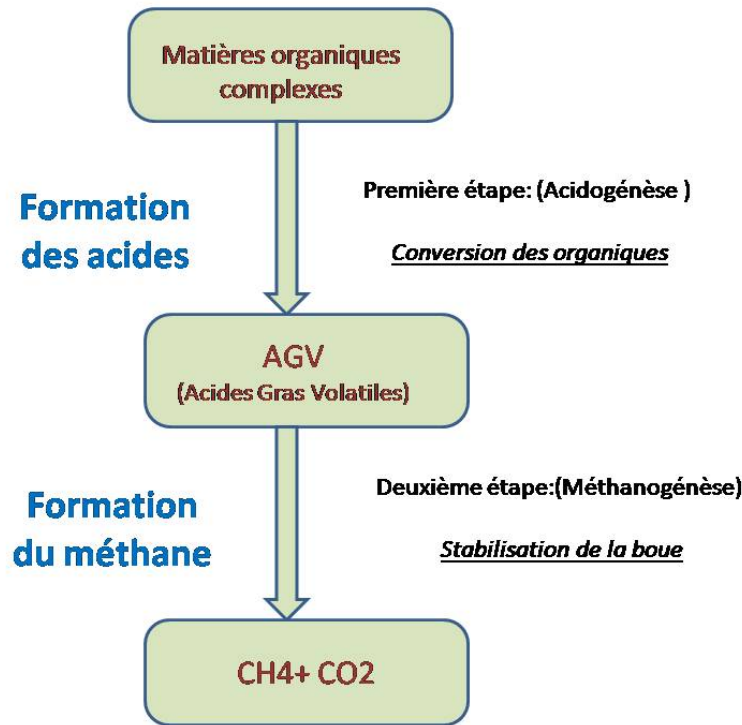 Matières organiques
complexes
Formation
des acides
Première étape: (Acidogénèse )
Conversion des organiques
AGV
(Acides Gras Volatiles)
Formation
du méthane
Deuxième étape:(Méthanogénèse)
Stabilisation de la boue
CH4+ CO2